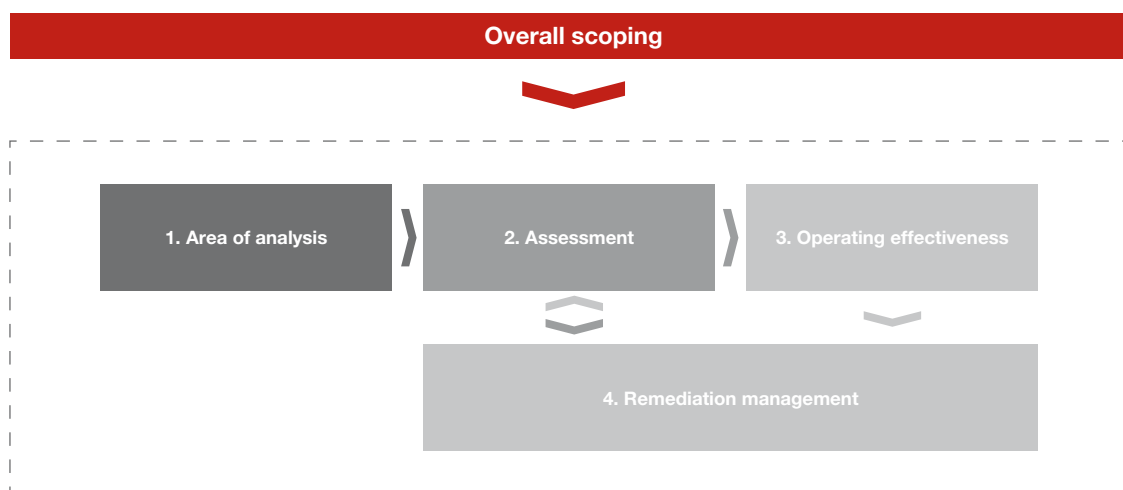 Overall scoping
1. Area of analysis
2. Assessment
3. Operating effectiveness
4. Remediation management